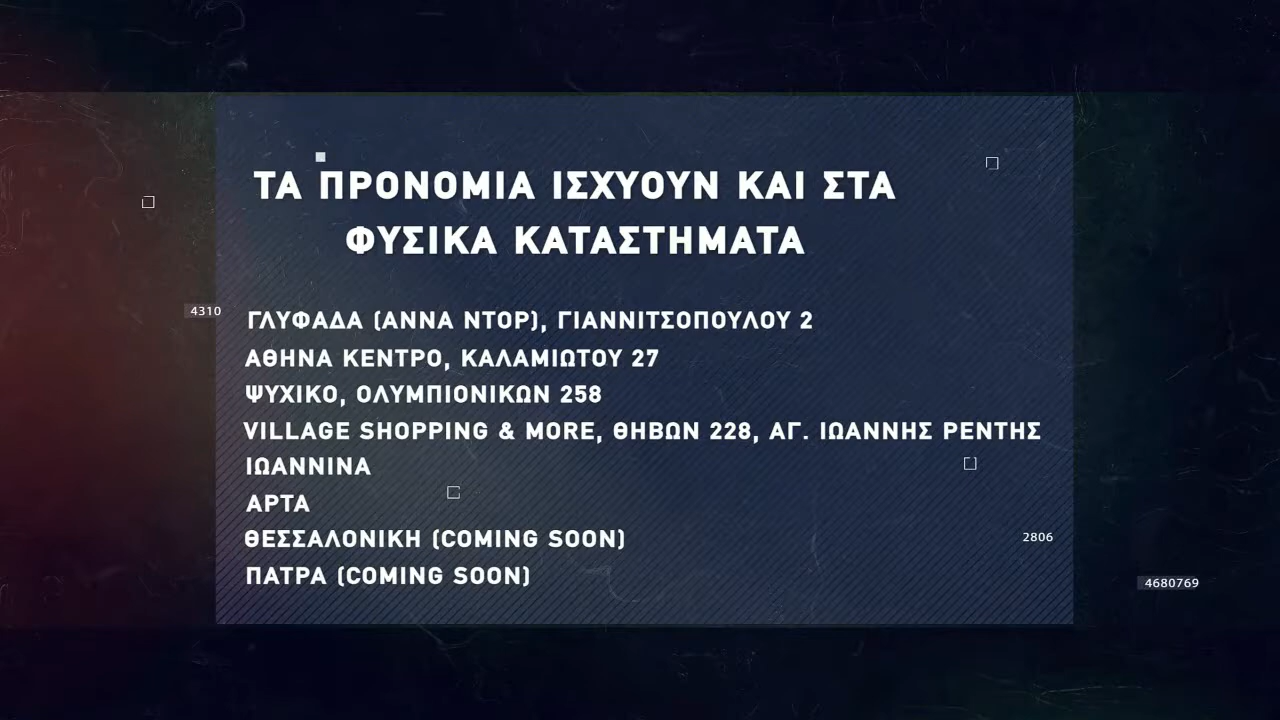 ΤΑ ΠΡΟΝΟΜΙΑ ΙΣΧΥΟΥΝ ΚΑΙ ΣΤΑ
ΦΥΣΙΚΑ ΚΑΤΑΣΤΗΜΑΤΑ
4310
ΓΛΥΦΑΔΑ (ΑΝΝΑ ΝΤΟΡ), ΓΙΑΝΝΙΤΣΟΠΟΥΛΟΥ 2
ΑΘΗΝΑ ΚΕΝΤΡΟ, ΚΑΛΑΜΙΩΤΟΥ 27
ΨΥΧΙΚΟ, ΟΛΥΜΠΙΟΝΙΚΩΝ 258
VILLAGE SHOPPING & MORE, ΘΗΒΩΝ 228, ΑΓ. ΙΩΑΝΝΗΣ ΡΕΝΤΗΣ
ΙΩΑΝΝΙΝΑ
ΑΡΤΑ
ΘΕΣΣΑΛΟΝΙΚΗ (COMING SOON)
2806
ΠΑΤΡΑ (COMING SOON)
4680769